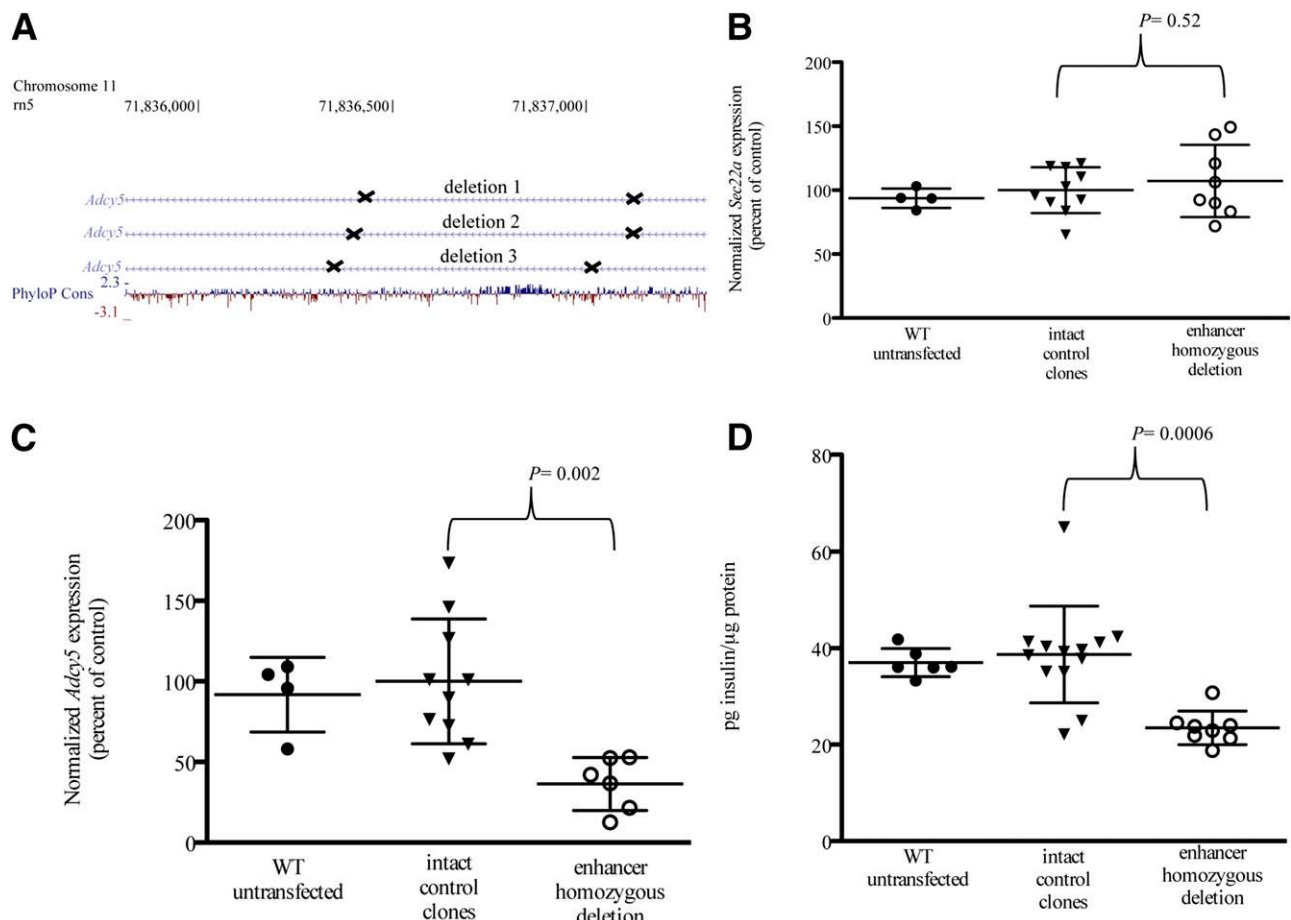 A
Chromosome 11
rn5
71,836,000|
71,836,500|
71,837,000|
Adcy5
deletion 1
Adcy5
deletion 2
Adcy5
deletion 3
PhyloP Cons
2.3 -
-3.1 _
B
P= 0.52
Normalized Sec22a expression
(percent of control)
200
150
100
50
0
WT
untransfected
intact
control
clones
enhancer
homozygous
deletion
C
P= 0.002
Normalized Adcy5 expression
(percent of control)
200
150
100
50
0
WT
untransfected
intact
control
clones
enhancer
homozygous
deletion
D
P= 0.0006
pg insulin/µg protein
80
60
40
20
0
WT
untransfected
intact
control
clones
enhancer
homozygous
deletion